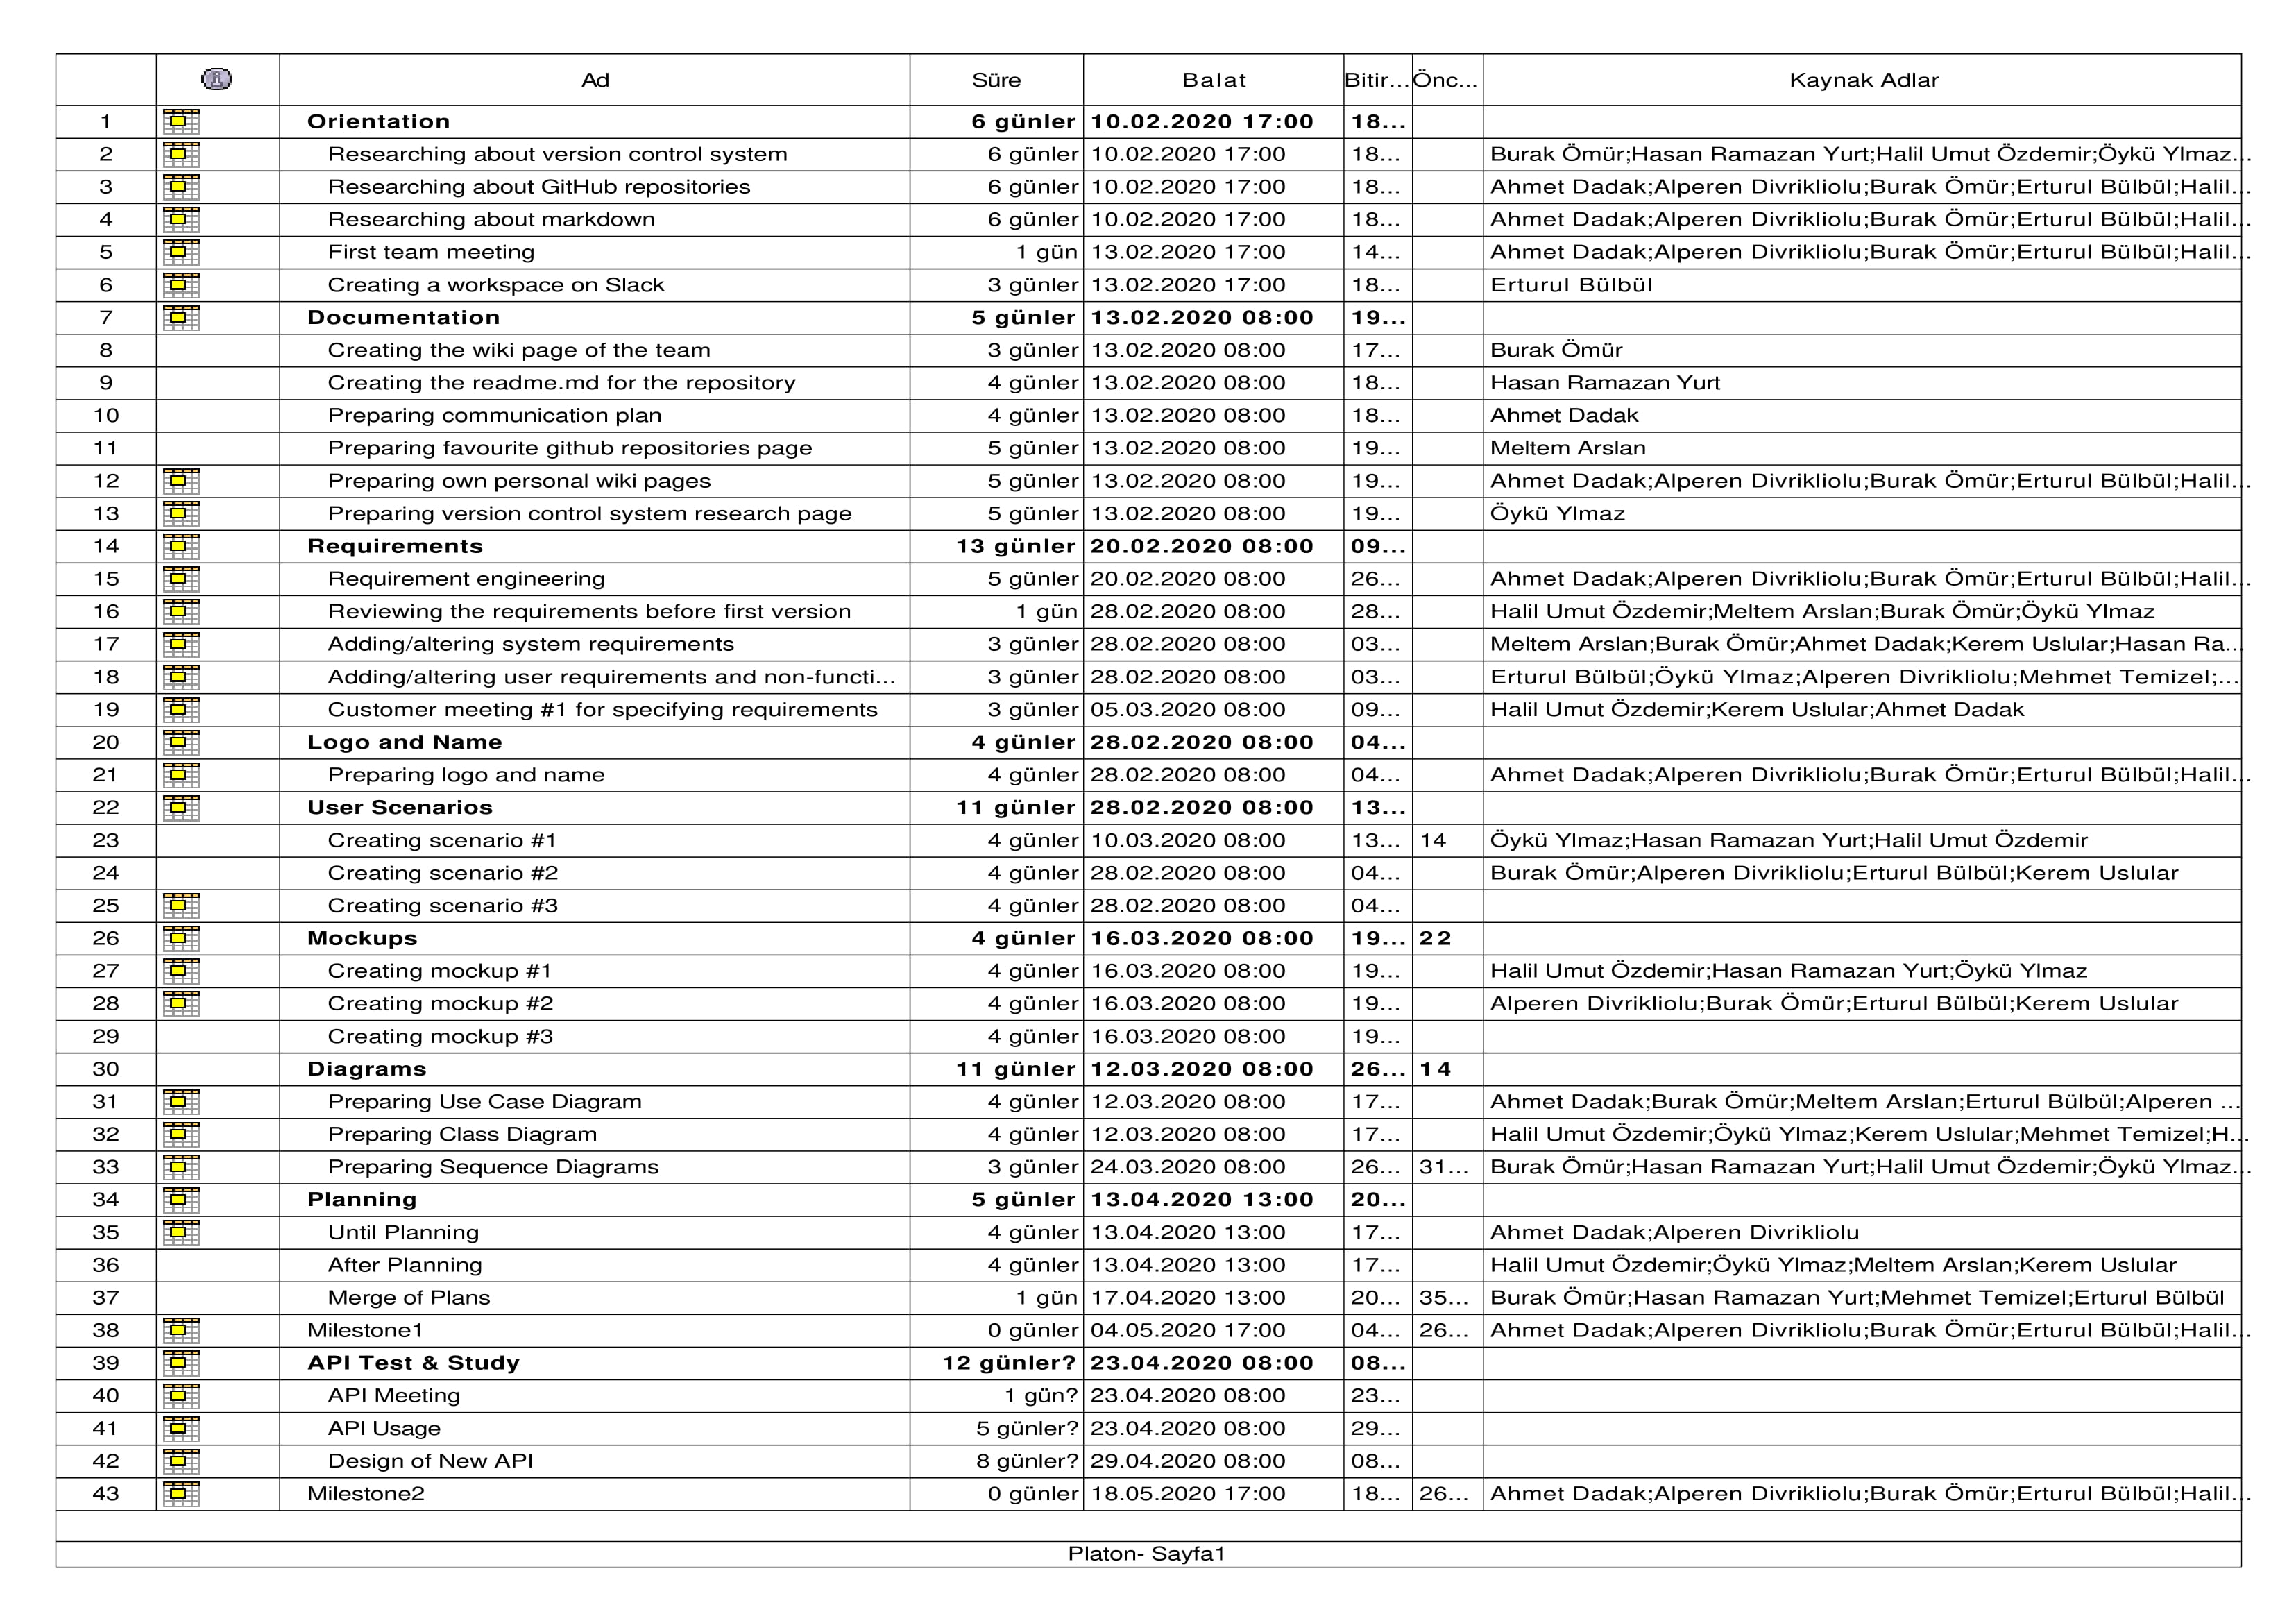 Ad Süre Balat Bitir... Önc... Kaynak Adlar
1 Orientation 6 günler 10.02.2020 17:00 18...
2 Researching about version control system 6 günler 10.02.2020 17:00 18... Burak Ömür;Hasan Ramazan Yurt;Halil Umut Özdemir;Öykü Ylmaz...
3 Researching about GitHub repositories 6 günler 10.02.2020 17:00 18... Ahmet Dadak;Alperen Divrikliolu;Burak Ömür;Erturul Bülbül;Halil...
4 Researching about markdown 6 günler 10.02.2020 17:00 18... Ahmet Dadak;Alperen Divrikliolu;Burak Ömür;Erturul Bülbül;Halil...
5 First team meeting 1 gün 13.02.2020 17:00 14... Ahmet Dadak;Alperen Divrikliolu;Burak Ömür;Erturul Bülbül;Halil...
6 Creating a workspace on Slack 3 günler 13.02.2020 17:00 18... Erturul Bülbül
7 Documentation 5 günler 13.02.2020 08:00 19...
8 Creating the wiki page of the team 3 günler 13.02.2020 08:00 17... Burak Ömür
9 Creating the readme.md for the repository 4 günler 13.02.2020 08:00 18... Hasan Ramazan Yurt
10 Preparing communication plan 4 günler 13.02.2020 08:00 18... Ahmet Dadak
11 Preparing favourite github repositories page 5 günler 13.02.2020 08:00 19... Meltem Arslan
12 Preparing own personal wiki pages 5 günler 13.02.2020 08:00 19... Ahmet Dadak;Alperen Divrikliolu;Burak Ömür;Erturul Bülbül;Halil...
13 Preparing version control system research page 5 günler 13.02.2020 08:00 19... Öykü Ylmaz
14 Requirements 13 günler 20.02.2020 08:00 09...
15 Requirement engineering 5 günler 20.02.2020 08:00 26... Ahmet Dadak;Alperen Divrikliolu;Burak Ömür;Erturul Bülbül;Halil...
16 Reviewing the requirements before first version 1 gün 28.02.2020 08:00 28... Halil Umut Özdemir;Meltem Arslan;Burak Ömür;Öykü Ylmaz
17 Adding/altering system requirements 3 günler 28.02.2020 08:00 03... Meltem Arslan;Burak Ömür;Ahmet Dadak;Kerem Uslular;Hasan Ra...
18 Adding/altering user requirements and non-functi... 3 günler 28.02.2020 08:00 03... Erturul Bülbül;Öykü Ylmaz;Alperen Divrikliolu;Mehmet Temizel;...
19 Customer meeting #1 for specifying requirements 3 günler 05.03.2020 08:00 09... Halil Umut Özdemir;Kerem Uslular;Ahmet Dadak
20 Logo and Name 4 günler 28.02.2020 08:00 04...
21 Preparing logo and name 4 günler 28.02.2020 08:00 04... Ahmet Dadak;Alperen Divrikliolu;Burak Ömür;Erturul Bülbül;Halil...
22 User Scenarios 11 günler 28.02.2020 08:00 13...
23 Creating scenario #1 4 günler 10.03.2020 08:00 13... 14 Öykü Ylmaz;Hasan Ramazan Yurt;Halil Umut Özdemir
24 Creating scenario #2 4 günler 28.02.2020 08:00 04... Burak Ömür;Alperen Divrikliolu;Erturul Bülbül;Kerem Uslular
25 Creating scenario #3 4 günler 28.02.2020 08:00 04...
26 Mockups 4 günler 16.03.2020 08:00 19... 22
27 Creating mockup #1 4 günler 16.03.2020 08:00 19... Halil Umut Özdemir;Hasan Ramazan Yurt;Öykü Ylmaz
28 Creating mockup #2 4 günler 16.03.2020 08:00 19... Alperen Divrikliolu;Burak Ömür;Erturul Bülbül;Kerem Uslular
29 Creating mockup #3 4 günler 16.03.2020 08:00 19...
30 Diagrams 11 günler 12.03.2020 08:00 26... 14
31 Preparing Use Case Diagram 4 günler 12.03.2020 08:00 17... Ahmet Dadak;Burak Ömür;Meltem Arslan;Erturul Bülbül;Alperen ...
32 Preparing Class Diagram 4 günler 12.03.2020 08:00 17... Halil Umut Özdemir;Öykü Ylmaz;Kerem Uslular;Mehmet Temizel;H...
33 Preparing Sequence Diagrams 3 günler 24.03.2020 08:00 26... 31... Burak Ömür;Hasan Ramazan Yurt;Halil Umut Özdemir;Öykü Ylmaz...
34 Planning 5 günler 13.04.2020 13:00 20...
35 Until Planning 4 günler 13.04.2020 13:00 17... Ahmet Dadak;Alperen Divrikliolu
36 After Planning 4 günler 13.04.2020 13:00 17... Halil Umut Özdemir;Öykü Ylmaz;Meltem Arslan;Kerem Uslular
37 Merge of Plans 1 gün 17.04.2020 13:00 20... 35... Burak Ömür;Hasan Ramazan Yurt;Mehmet Temizel;Erturul Bülbül
38 Milestone1 0 günler 04.05.2020 17:00 04... 26... Ahmet Dadak;Alperen Divrikliolu;Burak Ömür;Erturul Bülbül;Halil...
39 API Test & Study 12 günler? 23.04.2020 08:00 08...
40 API Meeting 1 gün? 23.04.2020 08:00 23...
41 API Usage 5 günler? 23.04.2020 08:00 29...
42 Design of New API 8 günler? 29.04.2020 08:00 08...
43 Milestone2 0 günler 18.05.2020 17:00 18... 26... Ahmet Dadak;Alperen Divrikliolu;Burak Ömür;Erturul Bülbül;Halil...
Platon- Sayfa1